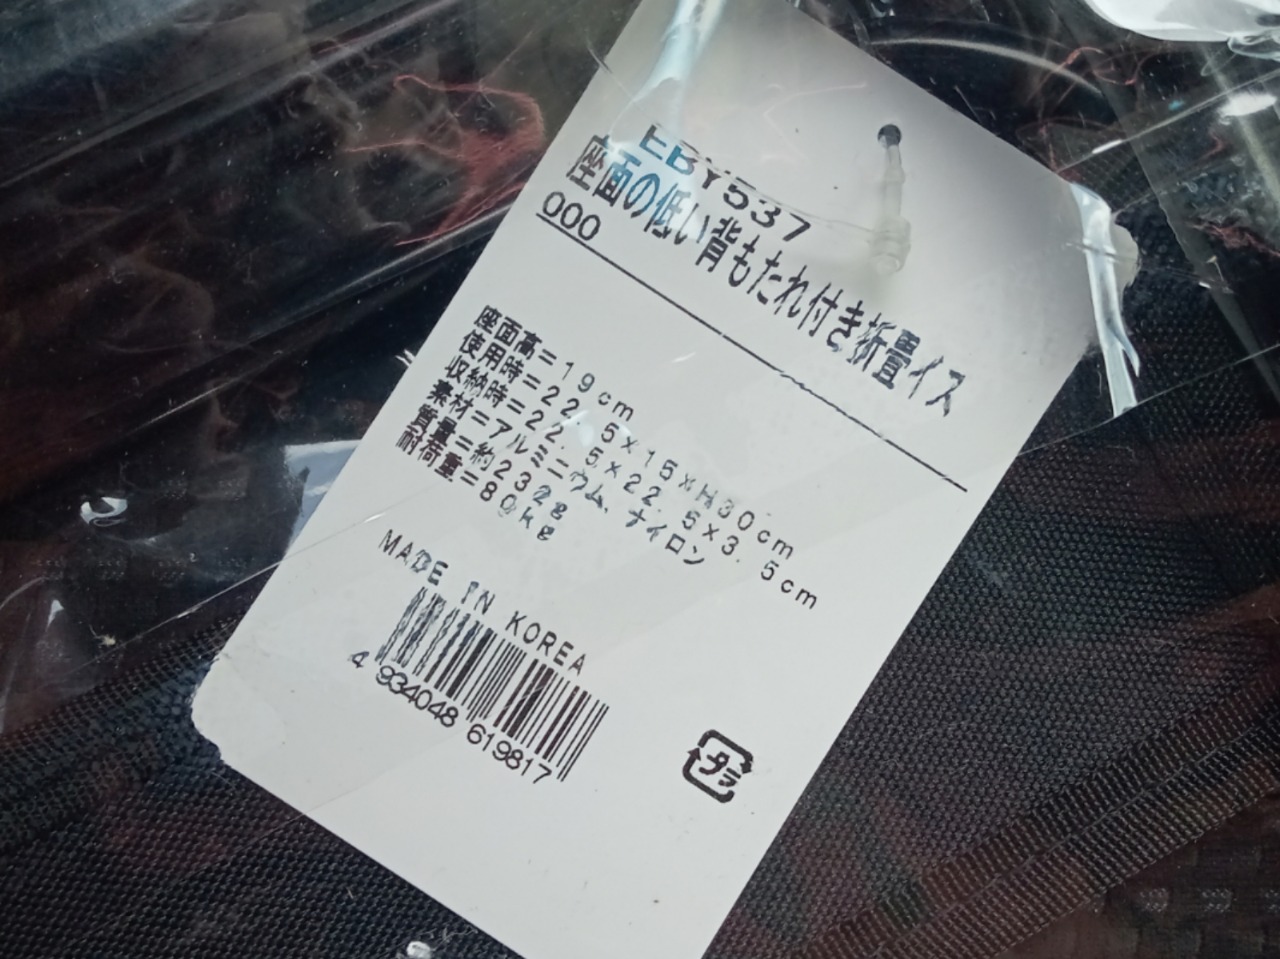 EBY537
座面の低い背もたれ付き折畳イス
000
座面高=19cm
使用時=22.5×15×H30cm
収納時=22.5×22.5×3.5cm
素材=アルミニウム、ナイロン
質量=約232g
耐荷重=80kg
MADE IN KOREA
4 934048 619817
プラ